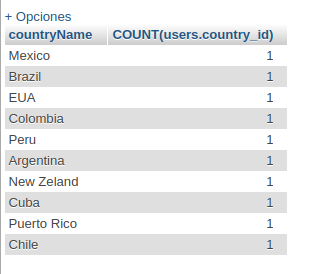 + Opciones
countryName COUNT(users.country_id)
Mexico 1
Brazil 1
EUA 1
Colombia 1
Peru 1
Argentina 1
New Zeland 1
Cuba 1
Puerto Rico 1
Chile 1